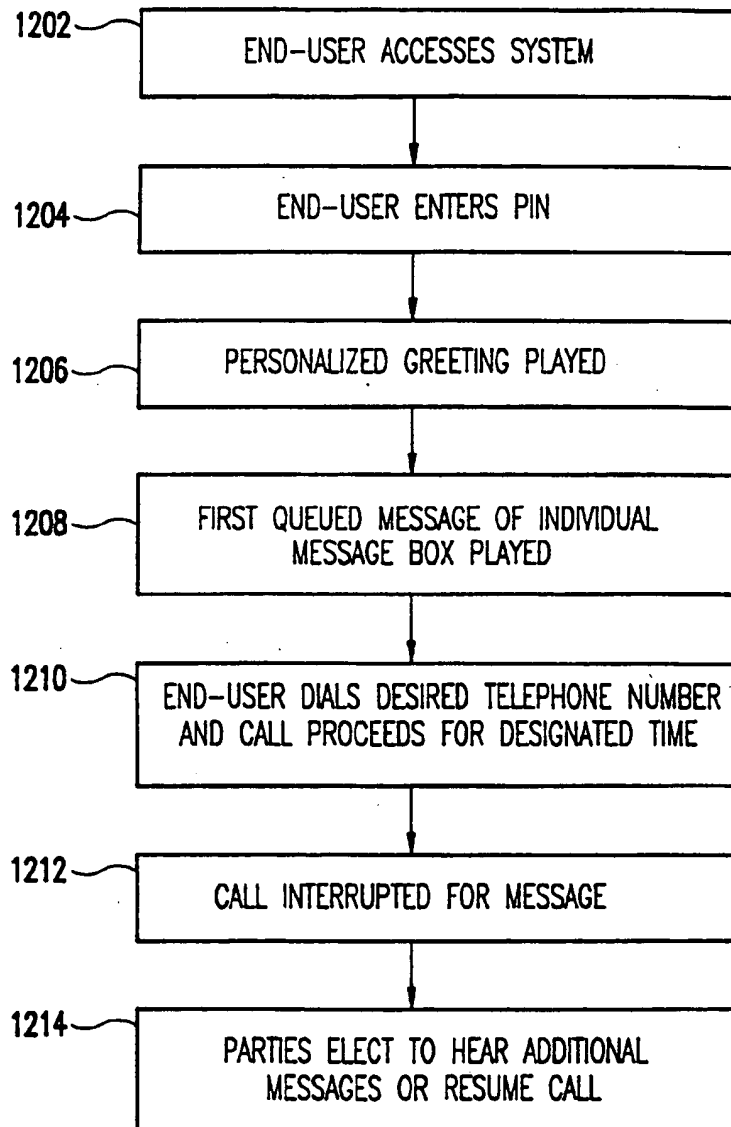 1202
END-USER ACCESSES SYSTEM
1204
END-USER ENTERS PIN
1206
PERSONALIZED GREETING PLAYED
1208
FIRST QUEUED MESSAGE OF INDIVIDUAL
MESSAGE BOX PLAYED
1210
END-USER DIALS DESIRED TELEPHONE NUMBER
AND CALL PROCEEDS FOR DESIGNATED TIME
1212
CALL INTERRUPTED FOR MESSAGE
1214
PARTIES ELECT TO HEAR ADDITIONAL
MESSAGES OR RESUME CALL